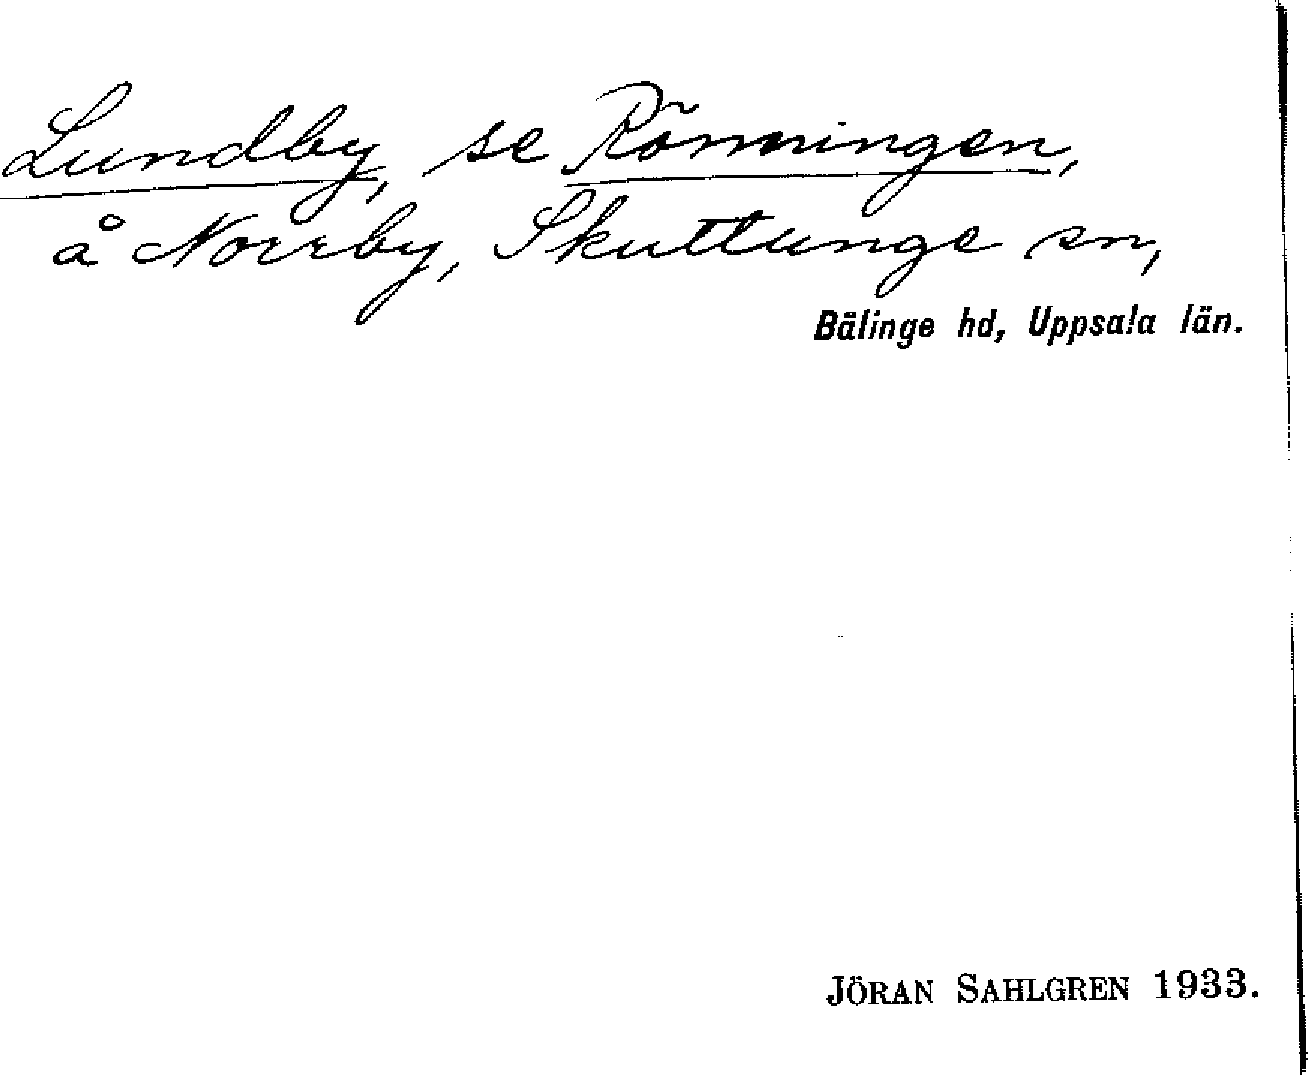 Lundby, se Rönningen,
å Norrby, Skuttunge sn,
Bälinge hd, Uppsala län.
JÖRAN SAHLGREN 1933.